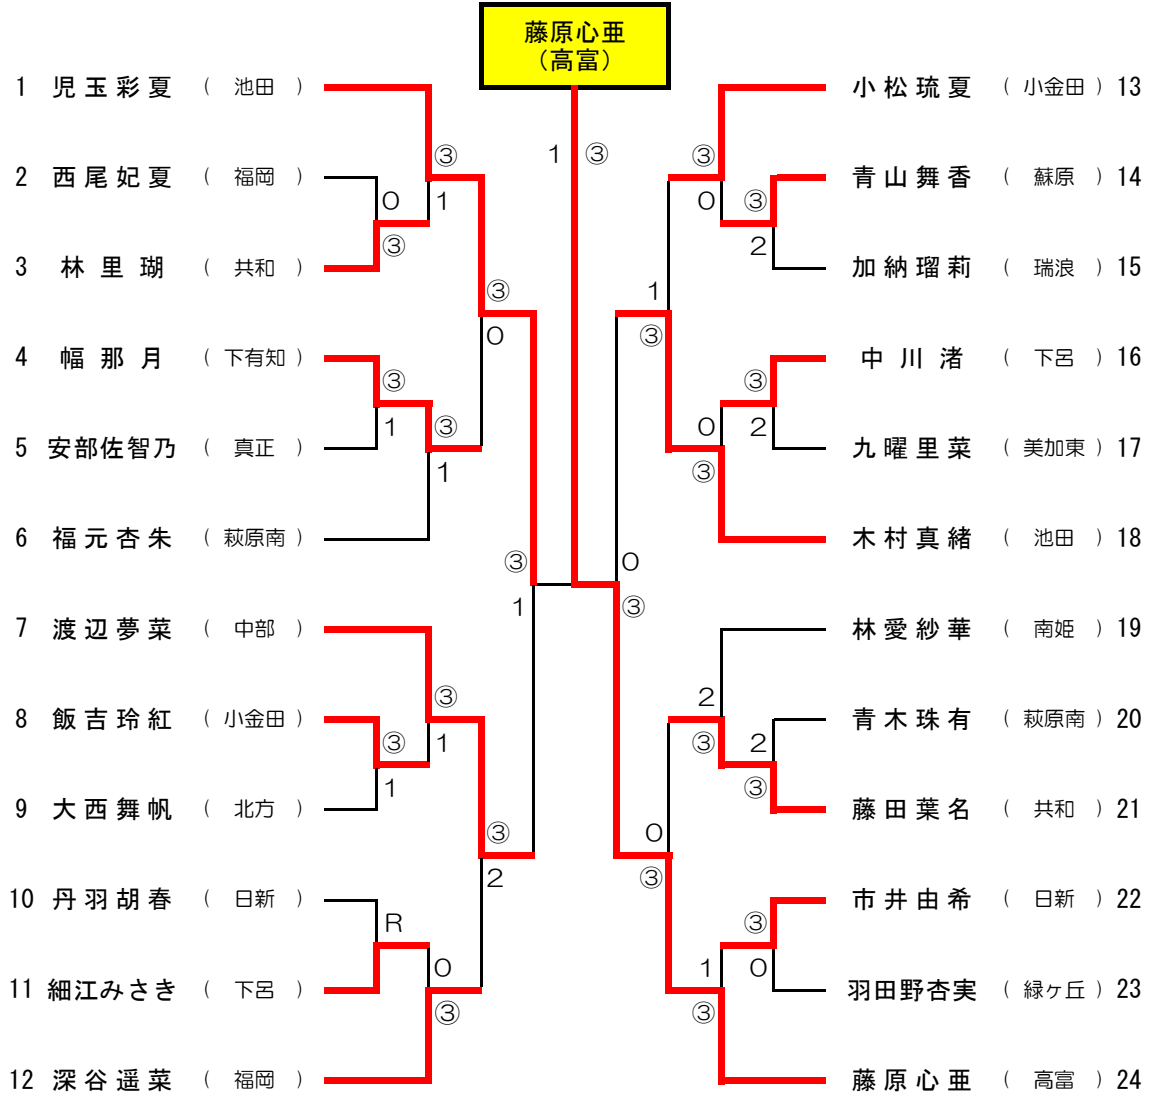 藤原心亜
(高富)
1 児玉彩夏 ( 池田 )
2 西尾妃夏 ( 福岡 )
3 林里瑚 ( 共和 )
4 幅那月 ( 下有知 )
5 安部佐智乃 ( 真正 )
6 福元杏朱 ( 萩原南 )
7 渡辺夢菜 ( 中部 )
8 飯吉玲紅 ( 小金田 )
9 大西舞帆 ( 北方 )
10 丹羽胡春 ( 日新 )
11 細江みさき ( 下呂 )
12 深谷遥菜 ( 福岡 )
③
0 1
③
③
0
③
1 ③
1
③
1
③
③ 1
1
③
2
R
0
③
1 ③
0
③
③
0 ③
2
1
③
③
0 2
③
2
③ 2
③
0
③
③
1 0
③
小松琉夏 ( 小金田 ) 13
青山舞香 ( 蘇原 ) 14
加納瑠莉 ( 瑞浪 ) 15
中川渚 ( 下呂 ) 16
九曜里菜 ( 美加東 ) 17
木村真緒 ( 池田 ) 18
林愛紗華 ( 南姫 ) 19
青木珠有 ( 萩原南 ) 20
藤田葉名 ( 共和 ) 21
市井由希 ( 日新 ) 22
羽田野杏実 ( 緑ヶ丘 ) 23
藤原心亜 ( 高富 ) 24